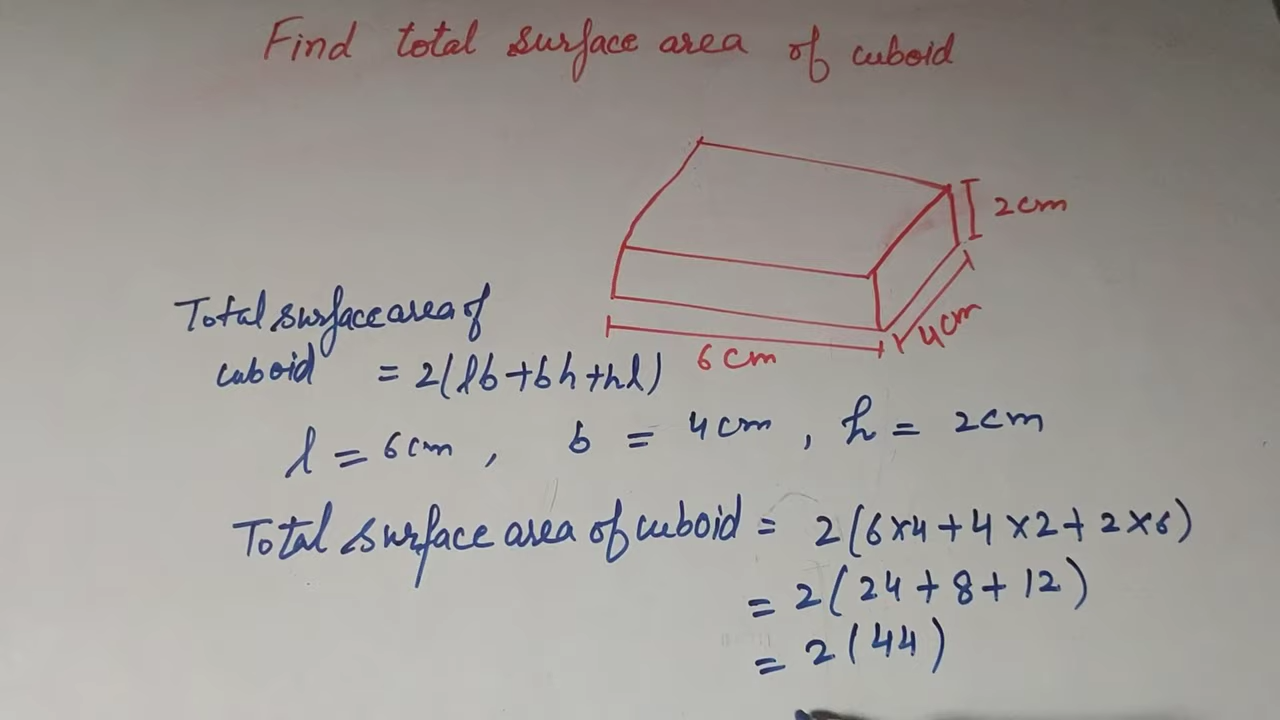 Find total surface area of cuboid
2cm
4cm
6cm
Total surface area of
cuboid = 2(lb+bh+hl)
l = 6cm, b = 4cm, h = 2cm
Total surface area of cuboid = 2(6×4+4×2+2×6)
= 2(24+8+12)
= 2(44)